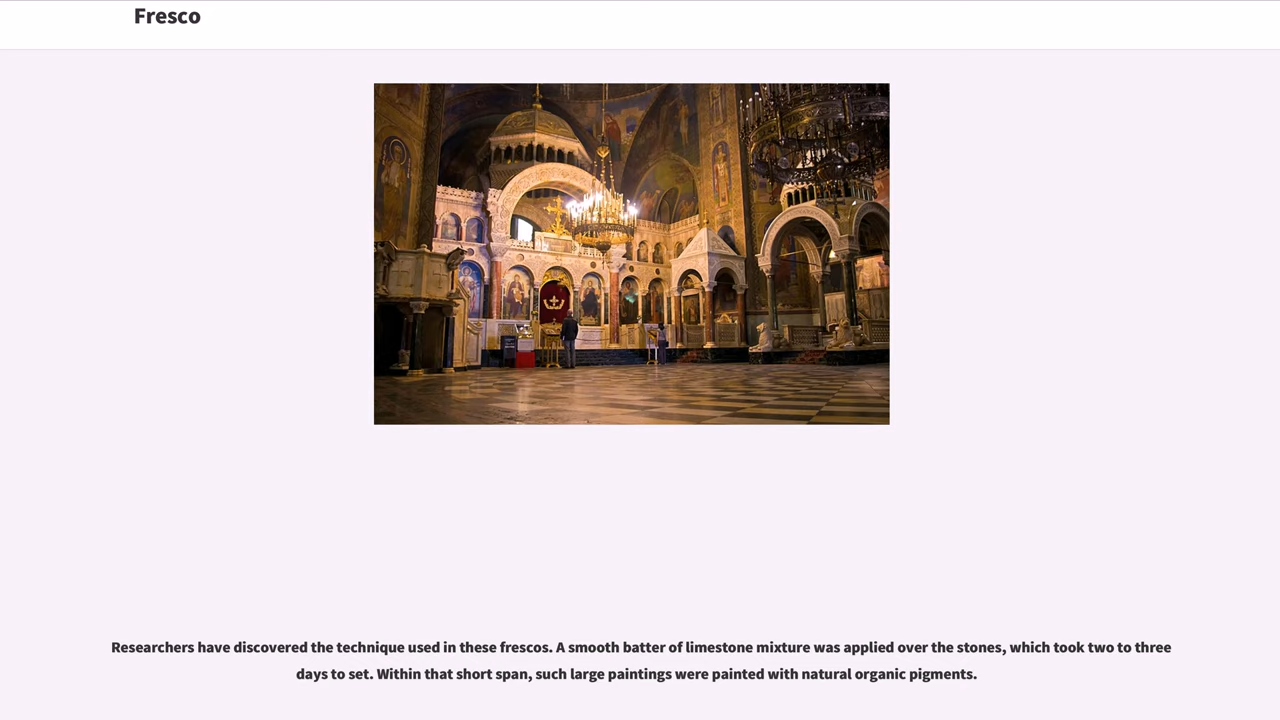 Fresco
Researchers have discovered the technique used in these frescos. A smooth batter of limestone mixture was applied over the stones, which took two to three
days to set. Within that short span, such large paintings were painted with natural organic pigments.